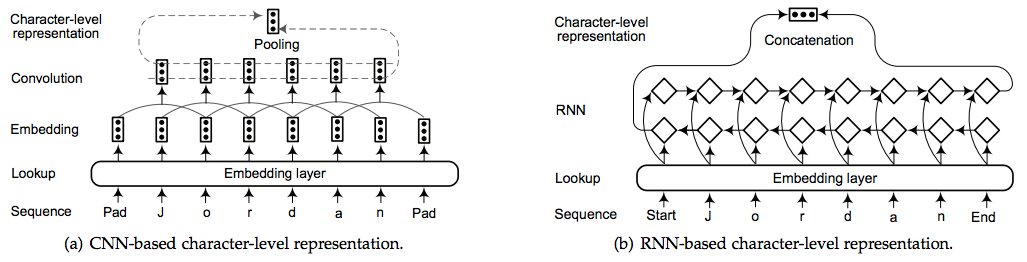 Character-level
representation
Pooling
Convolution
Embedding
Lookup
Embedding layer
Sequence
Pad J o r d a n Pad
(a) CNN-based character-level representation.
Character-level
representation
Concatenation
RNN
Lookup
Embedding layer
Sequence
Start J o r d a n End
(b) RNN-based character-level representation.